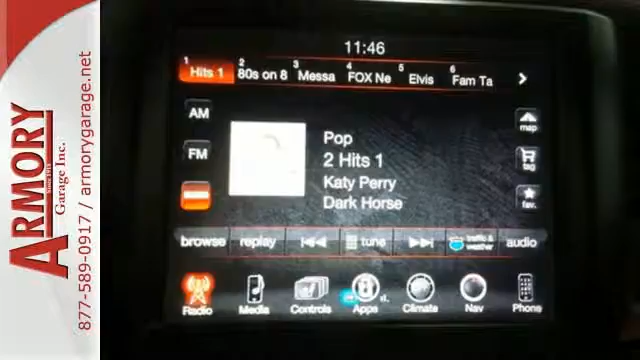 ARMORY
Since 1918
Garage Inc.
877-589-0917 / armorygarage.net
11:46
1 Hits 1
2 80s on 8
3 Messa
4 FOX Ne
5 Elvis
6 Fam Ta
AM
FM
Pop
2 Hits 1
Katy Perry
Dark Horse
map
tag
fav.
browse
replay
tune
traffic & weather
audio
Radio
Media
Controls
Apps
Climate
Nav
Phone